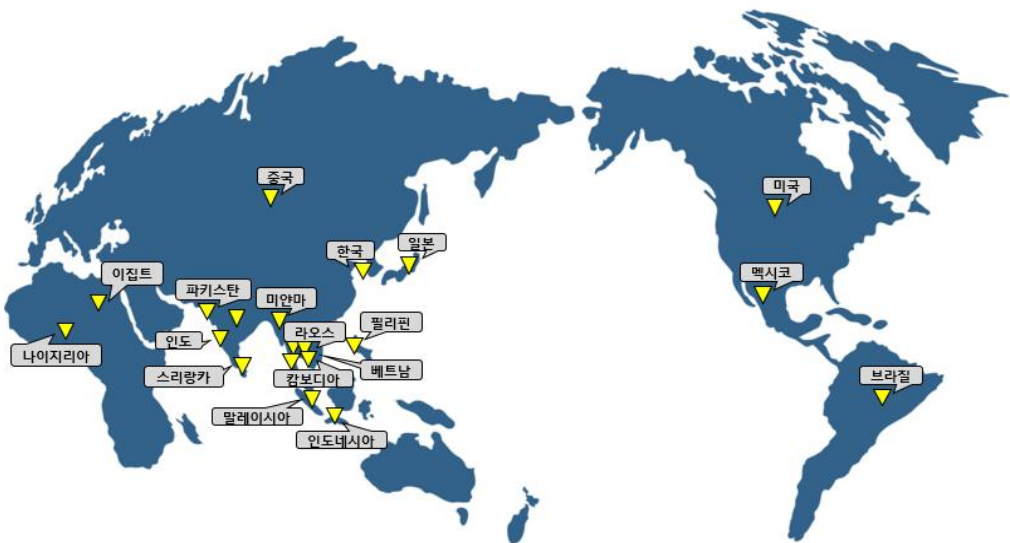 중국
미국
한국
일본
이집트
멕시코
파키스탄
미얀마
필리핀
라오스
인도
나이지리아
베트남
스리랑카
캄보디아
브라질
말레이시아
인도네시아